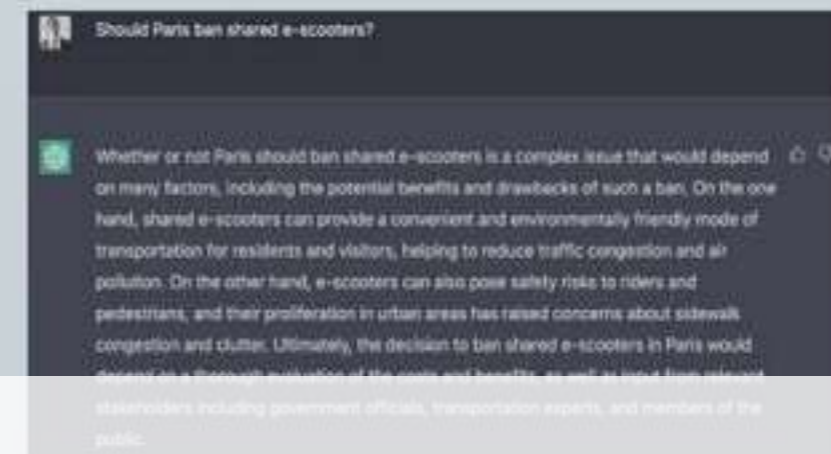 Should Paris ban shared e-scooters?
Whether or not Paris should ban shared e-scooters is a complex issue that would depend
on many factors, including the potential benefits and drawbacks of such a ban. On the one
hand, shared e-scooters can provide a convenient and environmentally friendly mode of
transportation for residents and visitors, helping to reduce traffic congestion and air
pollution. On the other hand, e-scooters can also pose safety risks to riders and
pedestrians, and their proliferation in urban areas has raised concerns about sidewalk
congestion and clutter. Ultimately, the decision to ban shared e-scooters in Paris would
depend on a thorough evaluation of the costs and benefits, as well as input from relevant
stakeholders including government officials, transportation experts, and members of the
public.